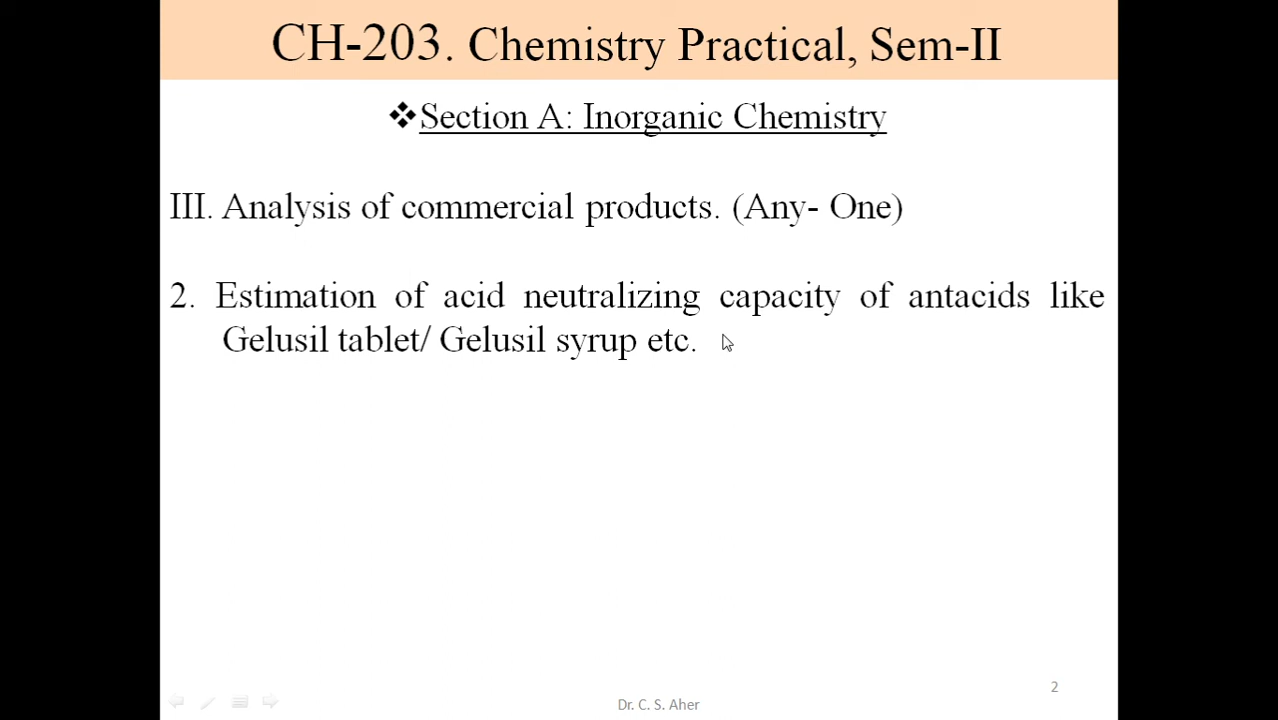 CH-203. Chemistry Practical, Sem-II
❖Section A: Inorganic Chemistry
III. Analysis of commercial products. (Any- One)
2. Estimation of acid neutralizing capacity of antacids like
Gelusil tablet/ Gelusil syrup etc.
2
Dr. C. S. Aher